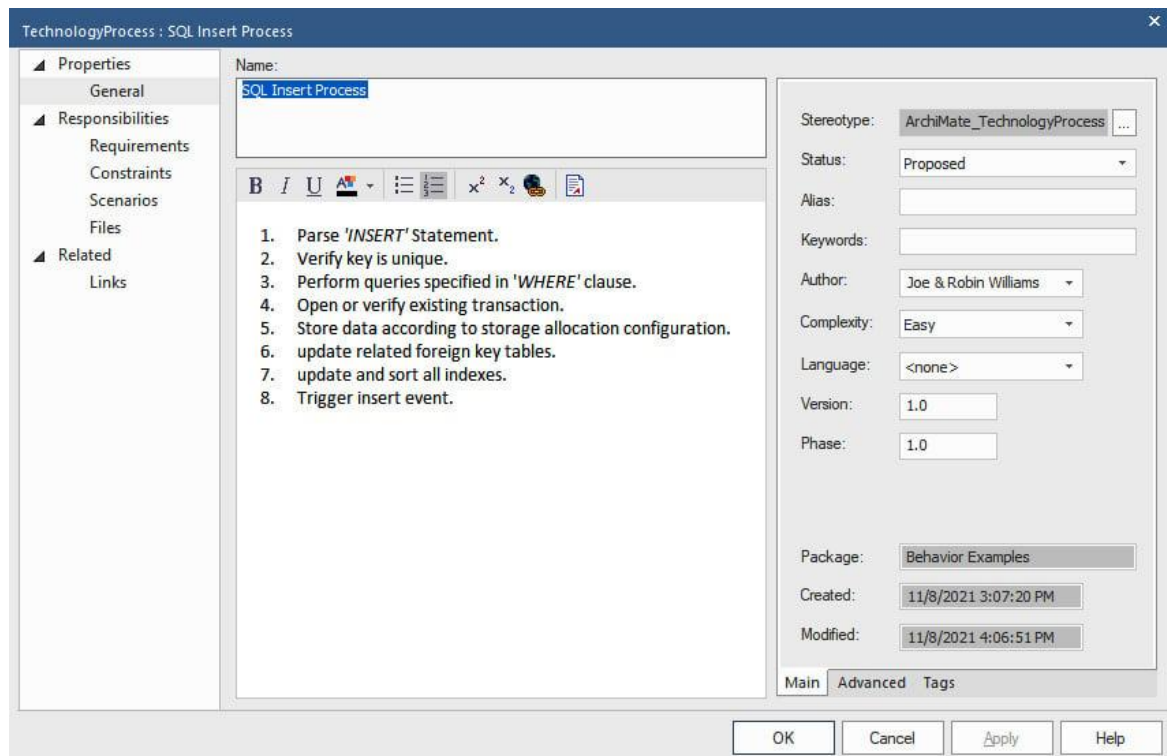 TechnologyProcess : SQL Insert Process
Properties
General
Responsibilities
Requirements
Constraints
Scenarios
Files
Related
Links
Name:
SQL Insert Process
B I U A x² x₂
1. Parse 'INSERT' Statement.
2. Verify key is unique.
3. Perform queries specified in 'WHERE' clause.
4. Open or verify existing transaction.
5. Store data according to storage allocation configuration.
6. update related foreign key tables.
7. update and sort all indexes.
8. Trigger insert event.
Stereotype: ArchiMate_TechnologyProcess ...
Status: Proposed
Alias:
Keywords:
Author: Joe & Robin Williams
Complexity: Easy
Language: <none>
Version: 1.0
Phase: 1.0
Package: Behavior Examples
Created: 11/8/2021 3:07:20 PM
Modified: 11/8/2021 4:06:51 PM
Main Advanced Tags
OK Cancel Apply Help